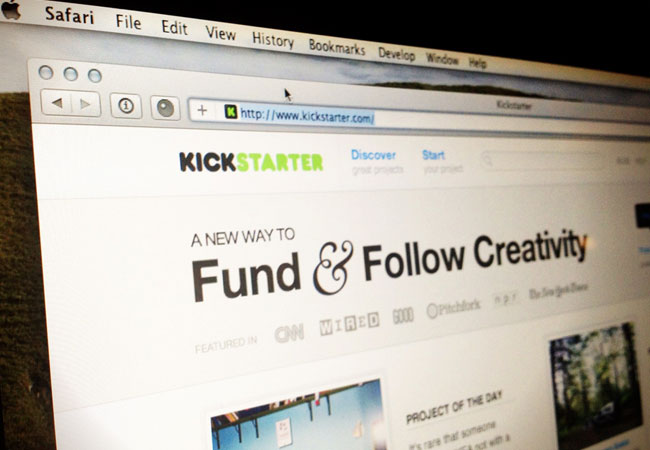 Safari File Edit View History Bookmarks Develop Window Help
Kickstarter
http://www.kickstarter.com/
KICKSTARTER
Discover
great projects
Start
your project
A NEW WAY TO
Fund & Follow Creativity
FEATURED IN CNN WIRED GOOD Pitchfork npr The New York Times
PROJECT OF THE DAY
It's rare that someone
not with a